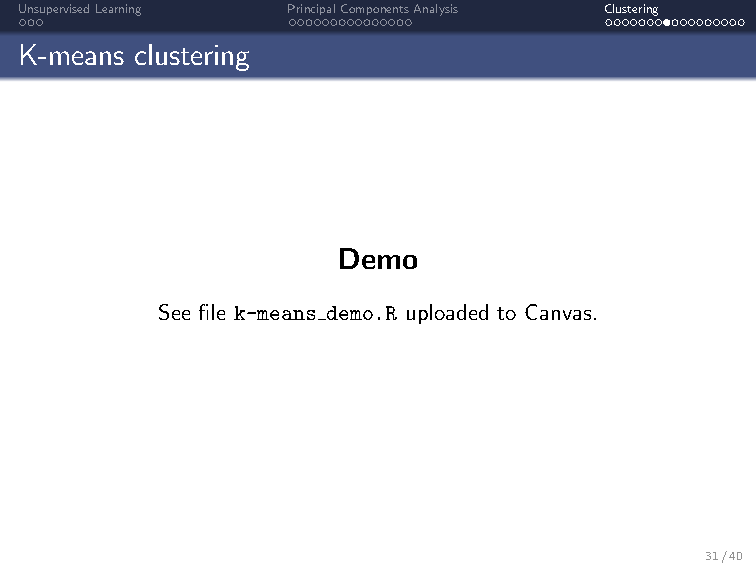 Unsupervised Learning
Principal Components Analysis
Clustering
K-means clustering
Demo
See file k-means_demo.R uploaded to Canvas.
31 / 40